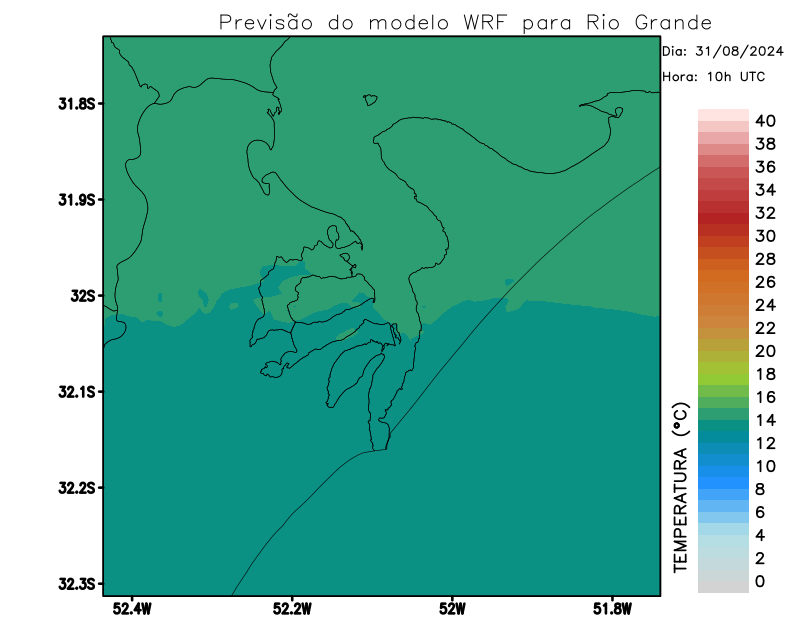 Previsão do modelo WRF para Rio Grande
Dia: 31/08/2024
Hora: 10h UTC
31.8S
31.9S
32S
32.1S
32.2S
32.3S
52.4W
52.2W
52W
51.8W
TEMPERATURA (°C)
40
38
36
34
32
30
28
26
24
22
20
18
16
14
12
10
8
6
4
2
0